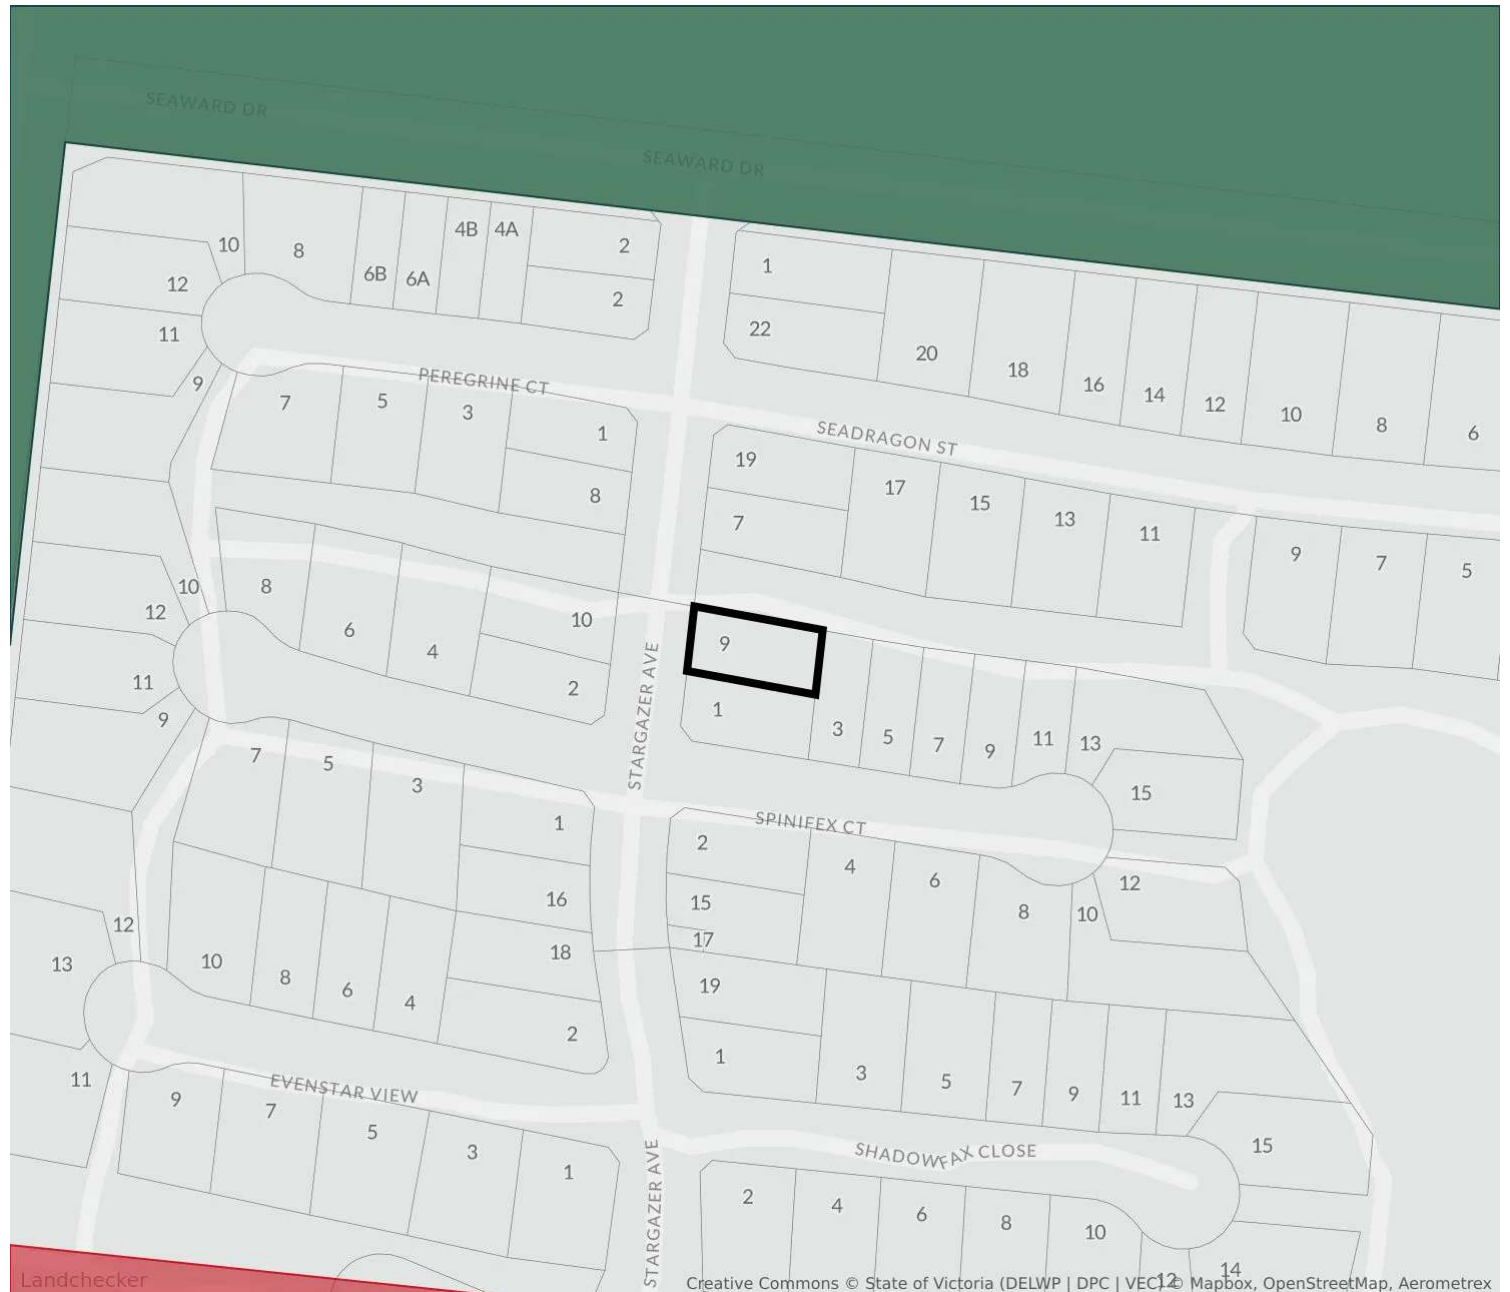 SEAWARD DR
SEAWARD DR
4B 4A 2
10 8 6B 6A 1
12 2
11 22
20 18 16 14 12 10 8 6
9
PEREGRINE CT
7 5 3 1
SEADRAGON ST
19 17 15 13 11
8 7 9 7 5
10 8 10
12 6 4
9
STARGAZER AVE
11 2 1
9 3 5 7 9 11 13
7 5 3 15
1 SPINIFEX CT
2 4 6 12
16 15 8 10
12 18 17
13 10 8 6 4 19
2 1
11 EVENSTAR VIEW 3 5 7 9 11 13
9 7 5 3 1
STARGAZER AVE
SHADOWFAX CLOSE 15
2 4 6 8 10
12 14
Landchecker
Creative Commons © State of Victoria (DELWP | DPC | VEC) © Mapbox, OpenStreetMap, Aerometrex